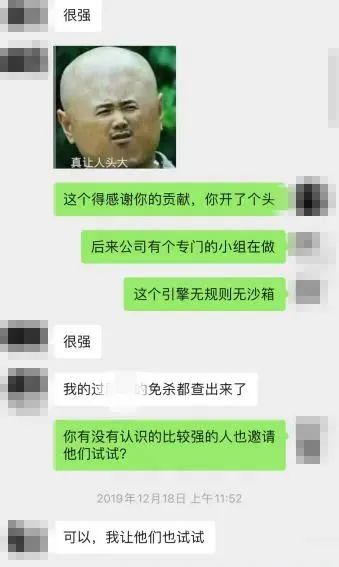 很强
真让人头大
这个得感谢你的贡献，你开了个头
后来公司有个专门的小组在做
这个引擎无规则无沙箱
很强
我的过 的免杀都查出来了
你有没有认识的比较强的人也邀请
他们试试？
2019年12月18日 上午11:52
可以，我让他们也试试